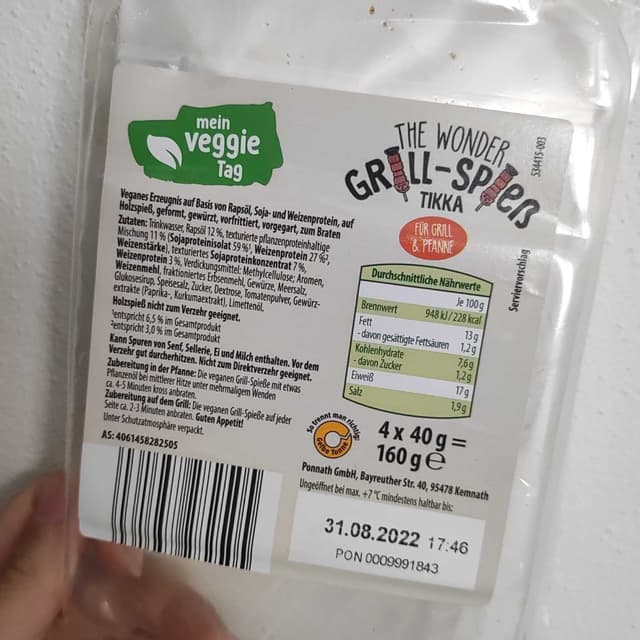 mein
veggie
Tag
THE WONDER
GRILL-SPIEß
TIKKA
FÜR GRILL
& PFANNE
534415-003
Serviervorschlag
Veganes Erzeugnis auf Basis von Rapsöl, Soja- und Weizenprotein, auf
Holzspieß, geformt, gewürzt, vorfrittiert, vorgegart, zum Braten
Zutaten: Trinkwasser, Rapsöl 12 %, texturierte pflanzenproteinhaltige
Mischung 11 % (Sojaproteinisolat 59 %¹, Weizenprotein 27 %²,
Weizenstärke), texturiertes Sojaproteinkonzentrat 7 %,
Weizenprotein 3 %, Verdickungsmittel: Methylcellulose; Aromen,
Weizenmehl, fraktioniertes Erbsenmehl, Gewürze, Meersalz,
Glukosesirup, Speisesalz, Zucker, Dextrose, Tomatenpulver, Gewürz-
extrakte (Paprika-, Kurkumaextrakt), Limettenöl.
Holzspieß nicht zum Verzehr geeignet.
¹entspricht 6,5 % im Gesamtprodukt
²entspricht 3,0 % im Gesamtprodukt
Kann Spuren von Senf, Sellerie, Ei und Milch enthalten. Vor dem
Verzehr gut durcherhitzen. Nicht zum Direktverzehr geeignet.
Zubereitung in der Pfanne: Die veganen Grill-Spieße mit etwas
Pflanzenöl bei mittlerer Hitze unter mehrmaligem Wenden
ca. 4-5 Minuten kross anbraten.
Zubereitung auf dem Grill: Die veganen Grill-Spieße auf jeder
Seite ca. 2-3 Minuten anbraten. Guten Appetit!
Unter Schutzatmosphäre verpackt.
AS: 4061458282505
Durchschnittliche Nährwerte
Je 100 g
Brennwert 948 kJ / 228 kcal
Fett 13 g
- davon gesättigte Fettsäuren 1,2 g
Kohlenhydrate 7,6 g
- davon Zucker 1,2 g
Eiweiß 17 g
Salz 1,9 g
So trennt man richtig:
Gelbe Tonne
4 x 40 g =
160 g e
Ponnath GmbH, Bayreuther Str. 40, 95478 Kemnath
Ungeöffnet bei max. +7 °C mindestens haltbar bis:
31.08.2022 17:46
PON 0009991843